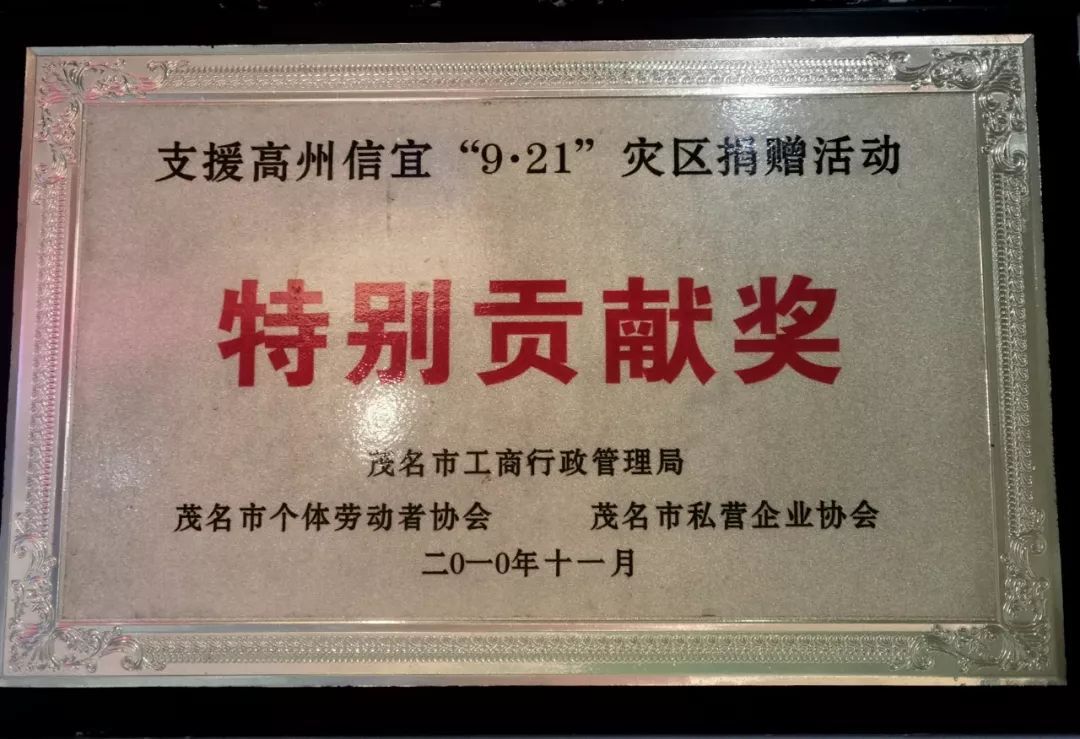 支援高州信宜“9·21”灾区捐赠活动
特别贡献奖
茂名市工商行政管理局
茂名市个体劳动者协会 茂名市私营企业协会
二0一0年十一月